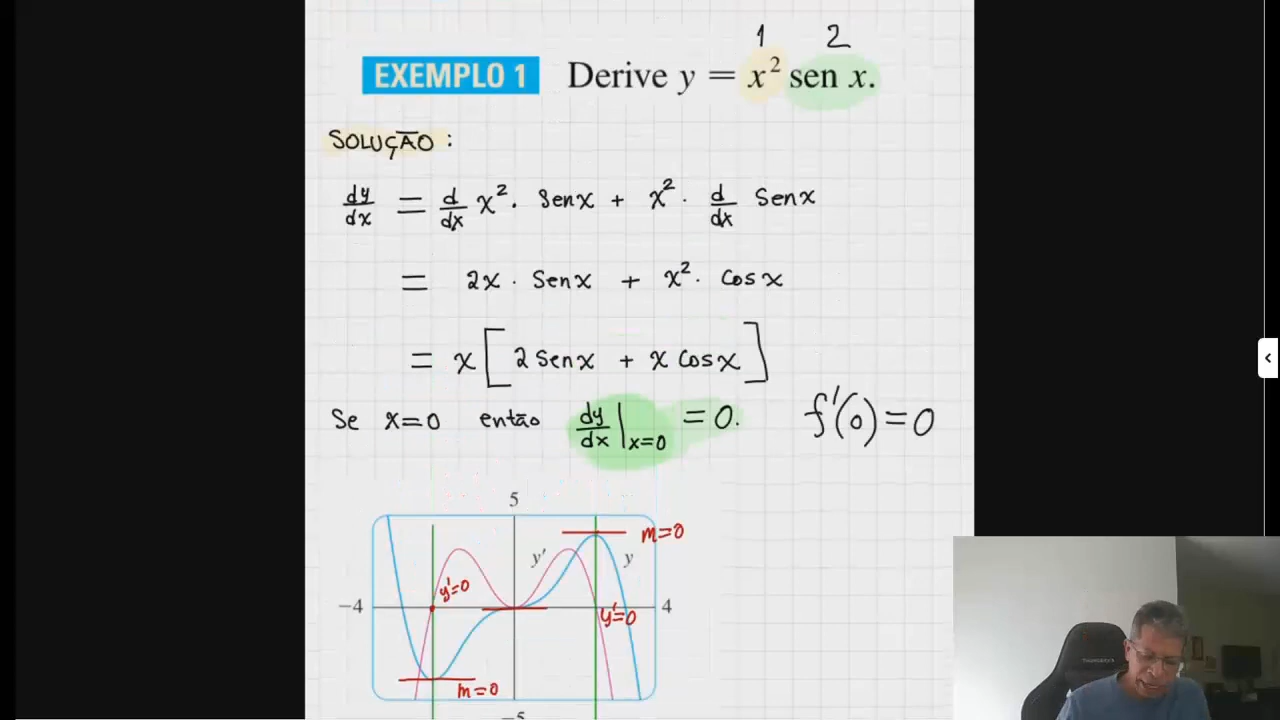 1 2
EXEMPLO 1 Derive y = x² sen x.
SOLUÇÃO :
dy/dx = d/dx x² · Senx + x² · d/dx Senx
= 2x · Senx + x² · Cosx
= x [ 2 Senx + x Cosx ]
Se x=0 então dy/dx |x=0 = 0. f'(0) = 0
5
m=0
y' y
y'=0
-4 4
y'=0
m=0
-5